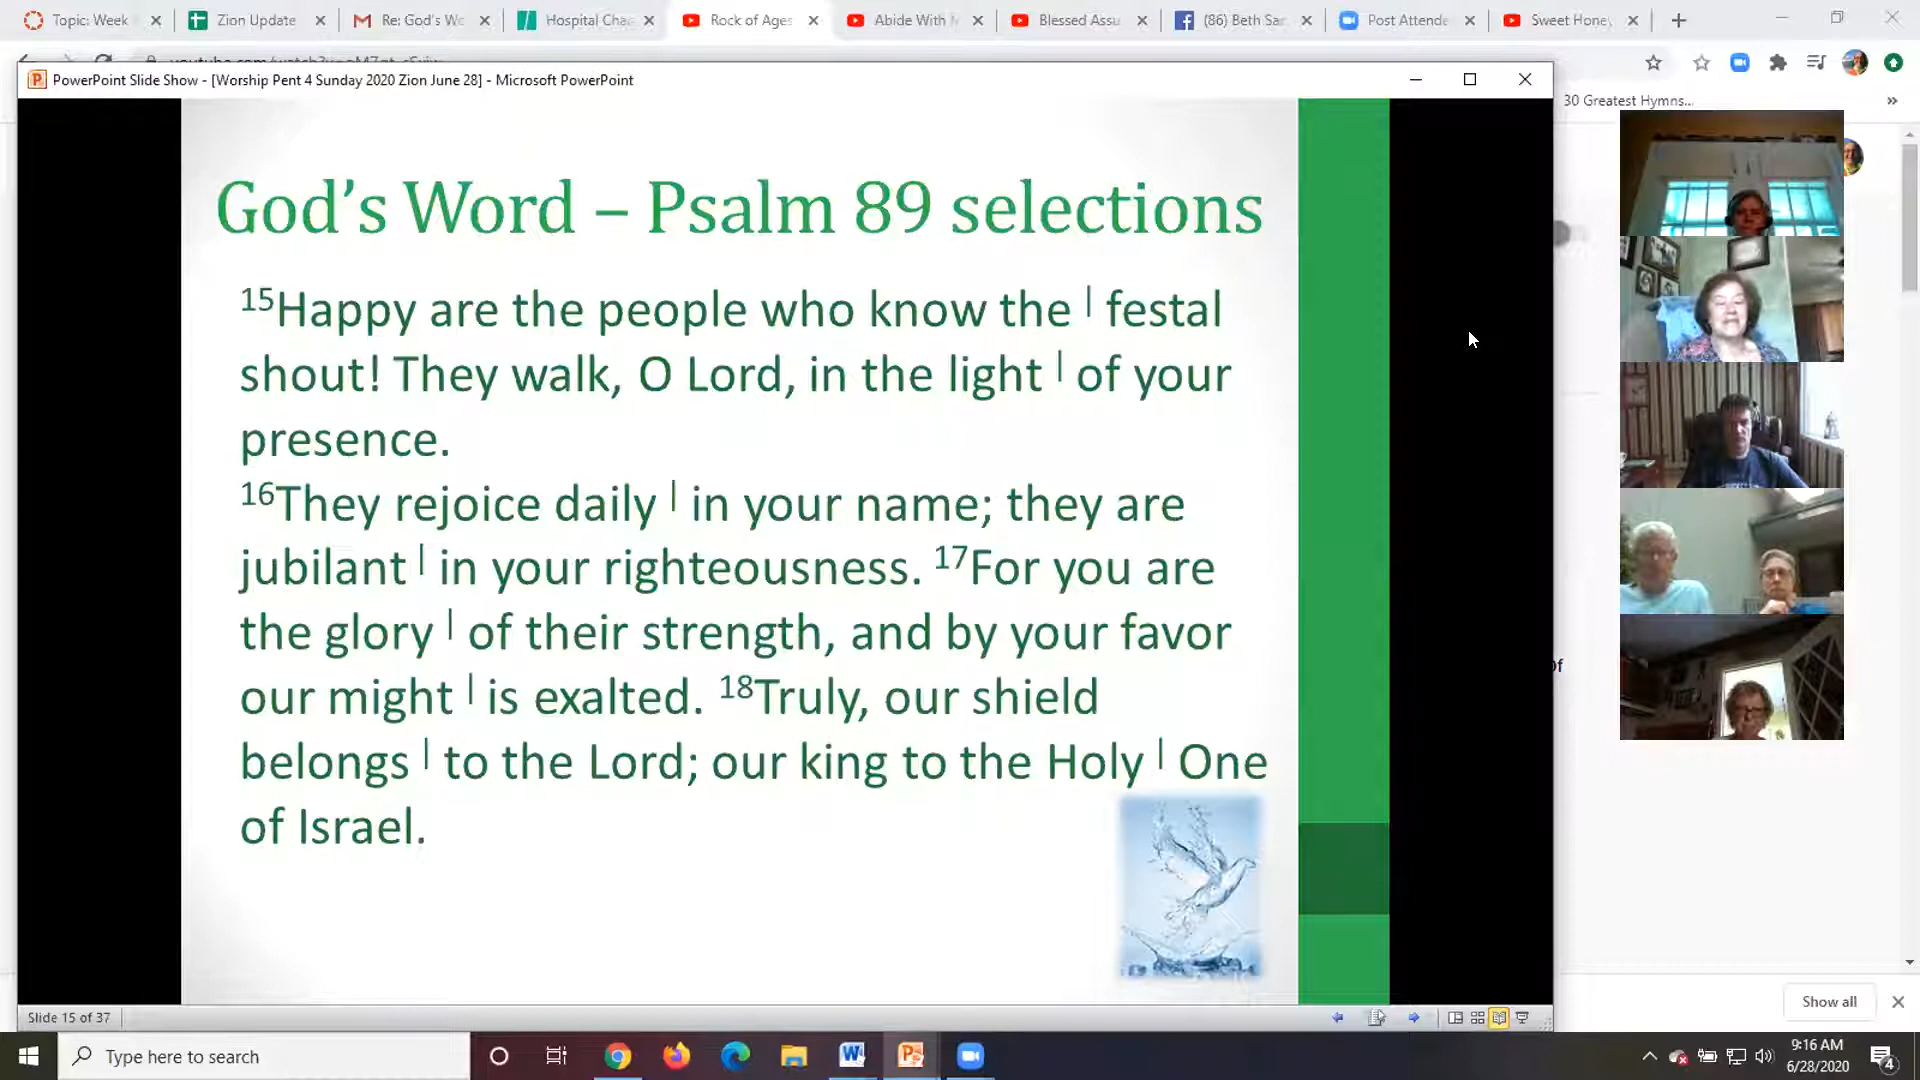 Topic: Week
Zion Update
Re: God's Wo
Hospital Cha
Rock of Ages
Abide With M
Blessed Assu
(86) Beth Sar
Post Attende
Sweet Honey
30 Greatest Hymns...
PowerPoint Slide Show - [Worship Pent 4 Sunday 2020 Zion June 28] - Microsoft PowerPoint
God's Word – Psalm 89 selections
15Happy are the people who know the | festal
shout! They walk, O Lord, in the light | of your
presence.
16They rejoice daily | in your name; they are
jubilant | in your righteousness. 17For you are
the glory | of their strength, and by your favor
our might | is exalted. 18Truly, our shield
belongs | to the Lord; our king to the Holy | One
of Israel.
of
Show all
Slide 15 of 37
Type here to search
9:16 AM
6/28/2020
4